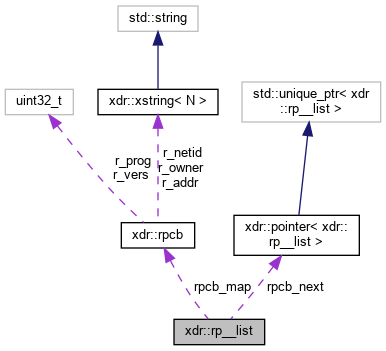 std::string
uint32_t
xdr::xstring< N >
std::unique_ptr< xdr
::rp__list >
r_prog
r_vers
r_netid
r_owner
r_addr
xdr::rpcb
xdr::pointer< xdr::
rp__list >
rpcb_map
rpcb_next
xdr::rp__list